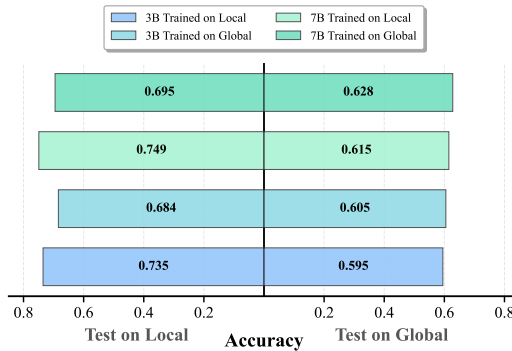 3B Trained on Local 7B Trained on Local
3B Trained on Global 7B Trained on Global
0.695 0.628
0.749 0.615
0.684 0.605
0.735 0.595
0.8 0.6 0.4 0.2 0.2 0.4 0.6 0.8
Test on Local Accuracy Test on Global